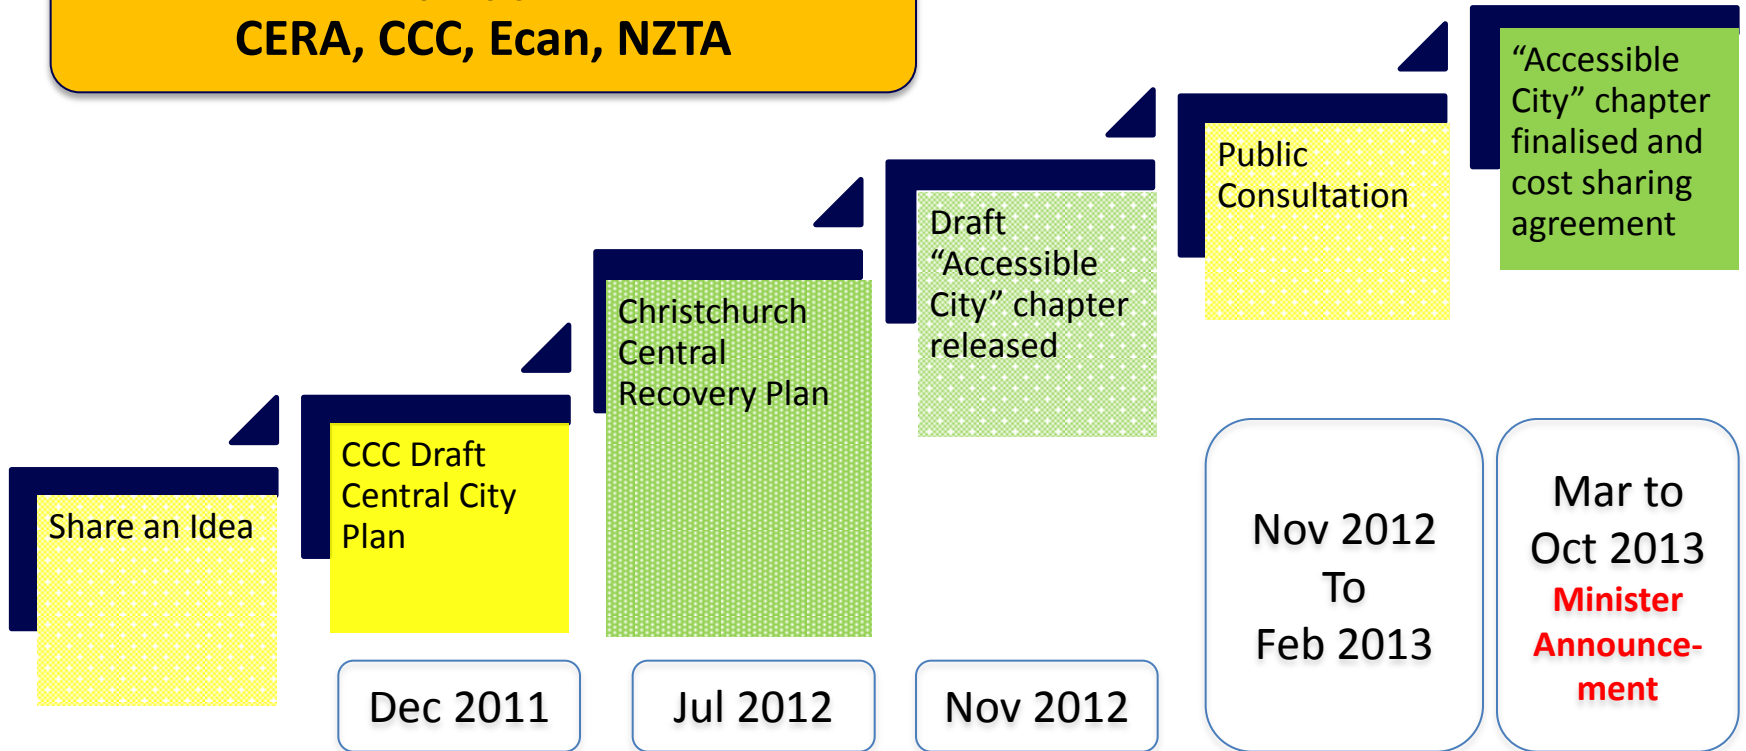 CERA, CCC, Ecan, NZTA
Share an Idea
CCC Draft
Central City
Plan
Christchurch
Central
Recovery Plan
Draft
“Accessible
City” chapter
released
Public
Consultation
“Accessible
City” chapter
finalised and
cost sharing
agreement
Dec 2011
Jul 2012
Nov 2012
Nov 2012
To
Feb 2013
Mar to
Oct 2013
Minister
Announce-
ment